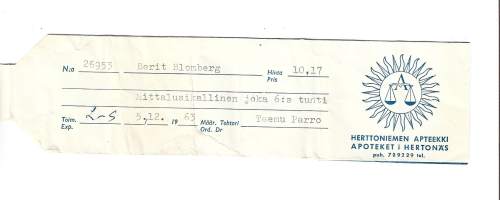 N:o 26953 Berit Blomberg Hinta 10,17
Pris
Mittalusikallinen joka 6:s tunti
Toim. L-S 5.12. 1963 Määr. Tohtori Teemu Parro
Exp. Ord. Dr
A
HERTTONIEMEN APTEEKKI
APOTEKET i HERTONÄS
puh. 789229 tel.